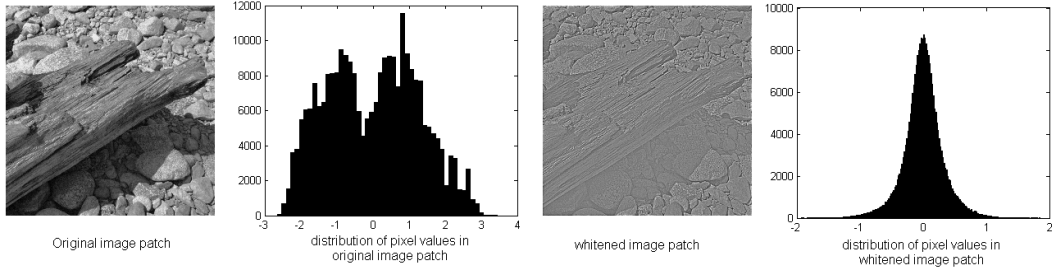 12000
10000
8000
6000
4000
2000
0
-3 -2 -1 0 1 2 3 4
10000
8000
6000
4000
2000
0
-2 -1 0 1 2
Original image patch
distribution of pixel values in
original image patch
whitened image patch
distribution of pixel values in
whitened image patch